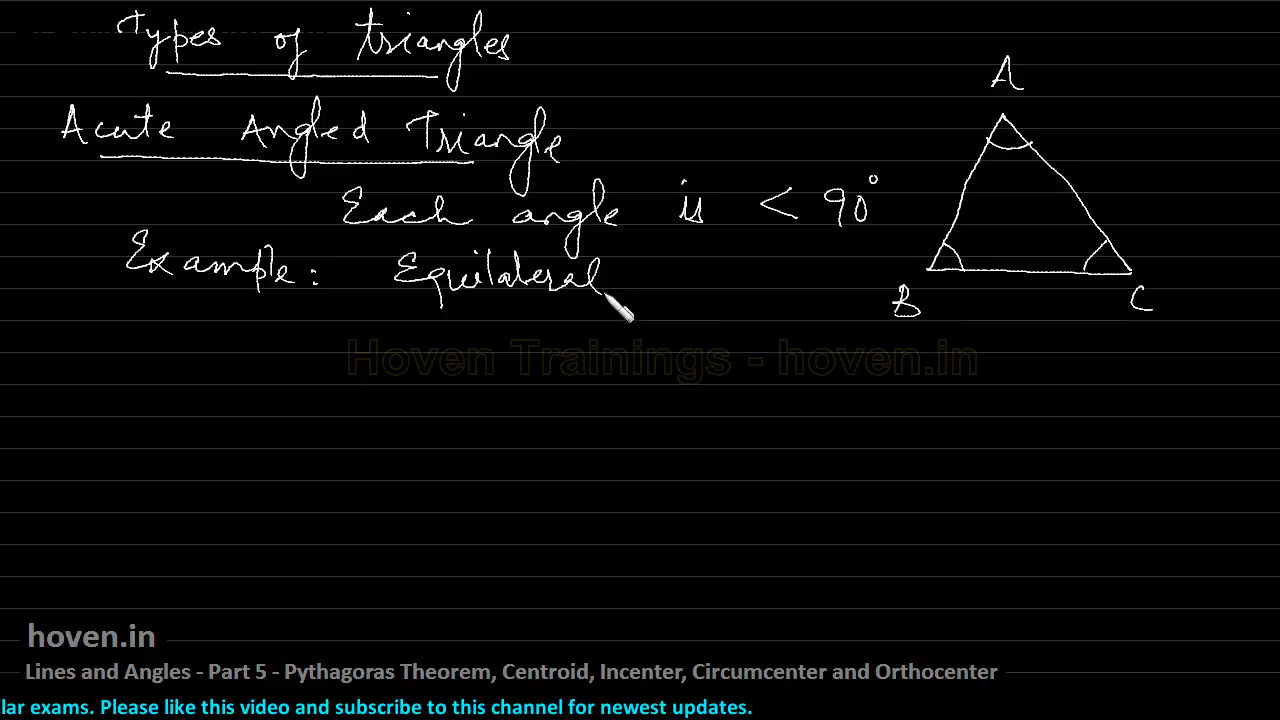 Types of triangles
Acute Angled Triangle
Each angle is < 90°
Example: Equilateral
A
B
C
Hoven Trainings - hoven.in
hoven.in
Lines and Angles - Part 5 - Pythagoras Theorem, Centroid, Incenter, Circumcenter and Orthocenter
lar exams. Please like this video and subscribe to this channel for newest updates.